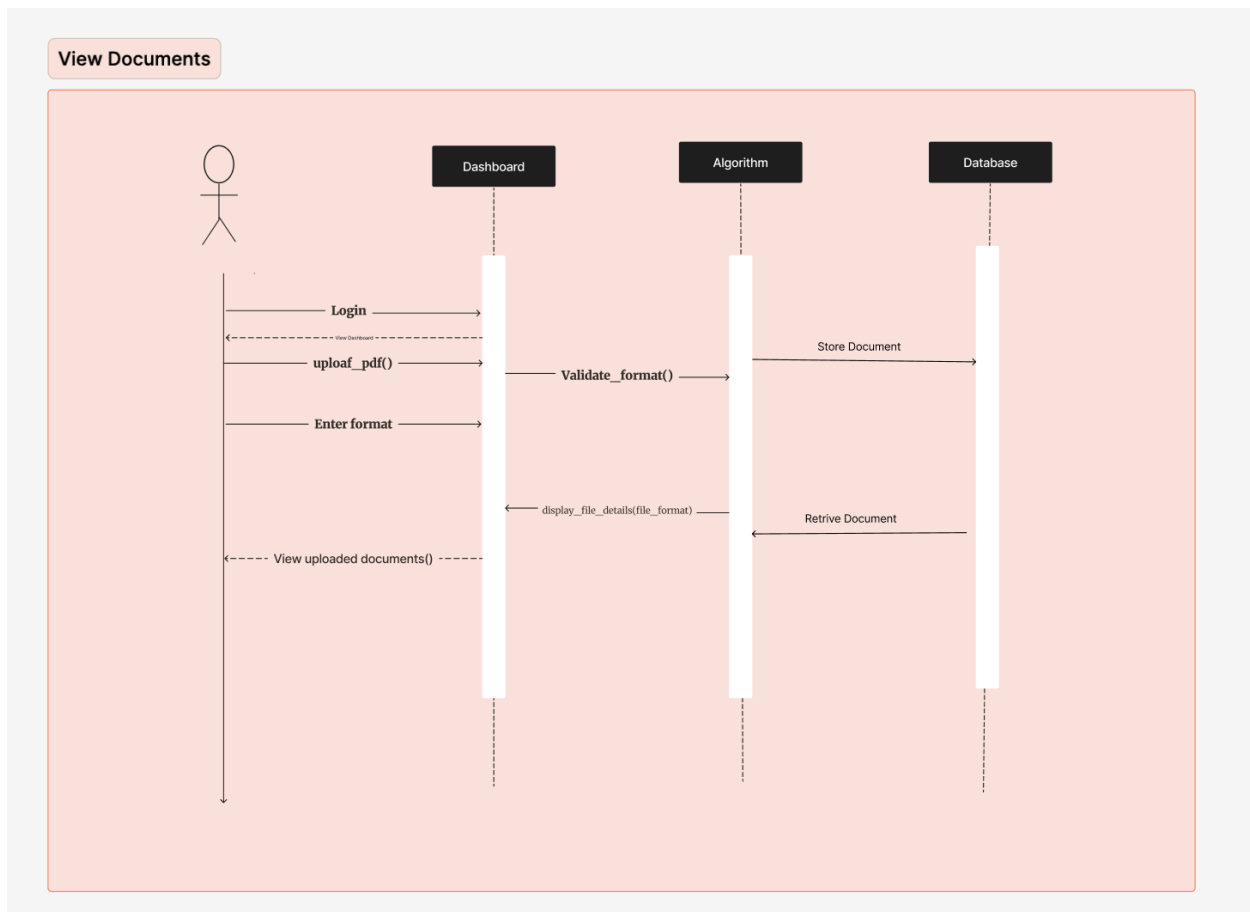 View Documents
Dashboard
Algorithm
Database
Login
View Dashboard
Store Document
uploaf_pdf()
Validate_format()
Enter format
display_file_details(file_format)
Retrive Document
View uploaded documents()